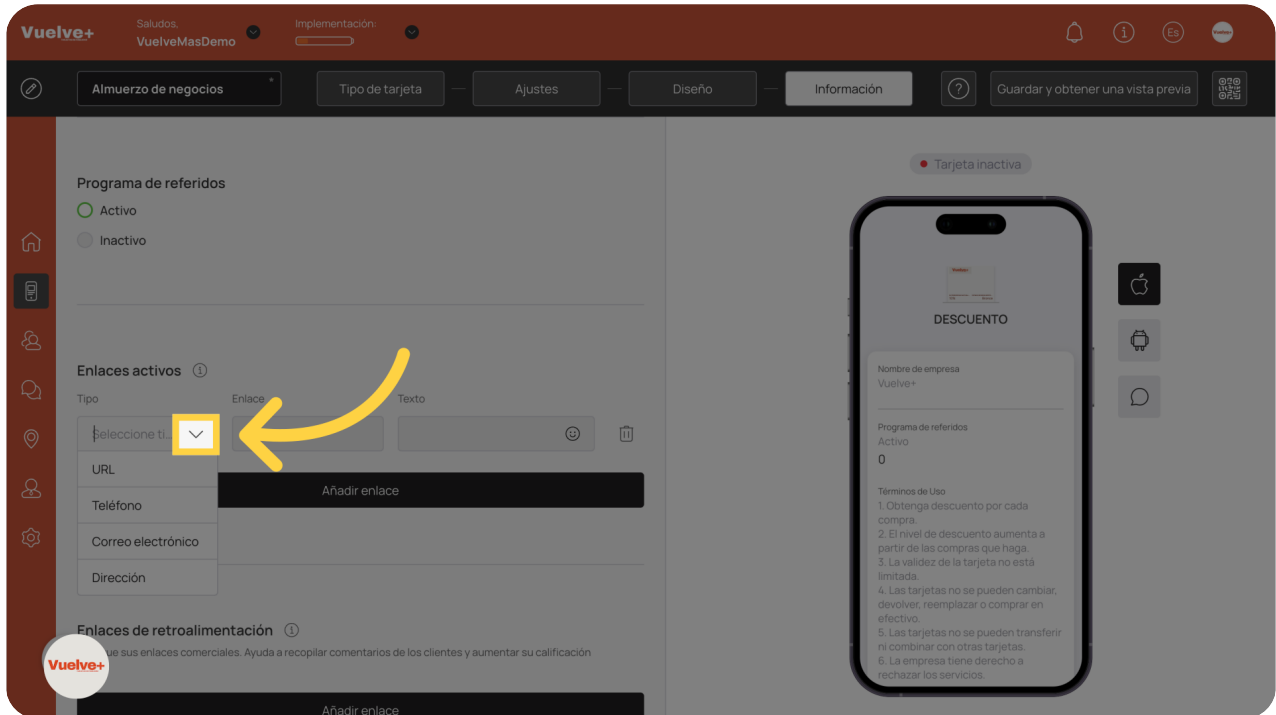 Vuelve+
Saludos,
VuelveMasDemo
Implementación:
Es
Almuerzo de negocios *
Tipo de tarjeta
Ajustes
Diseño
Información
?
Guardar y obtener una vista previa
Programa de referidos
Activo
Inactivo
Enlaces activos
Tipo
Enlace
Texto
Seleccione ti...
URL
Teléfono
Correo electrónico
Dirección
Añadir enlace
Enlaces de retroalimentación
ue sus enlaces comerciales. Ayuda a recopilar comentarios de los clientes y aumentar su calificación
Añadir enlace
Vuelve+
Tarjeta inactiva
Vuelve+
DESCUENTO
Nombre de empresa
Vuelve+
Programa de referidos
Activo
0
Términos de Uso
1. Obtenga descuento por cada
compra.
2. El nivel de descuento aumenta a
partir de las compras que haga.
3. La validez de la tarjeta no está
limitada.
4. Las tarjetas no se pueden cambiar,
devolver, reemplazar o comprar en
efectivo.
5. Las tarjetas no se pueden transferir
ni combinar con otras tarjetas.
6. La empresa tiene derecho a
rechazar los servicios.